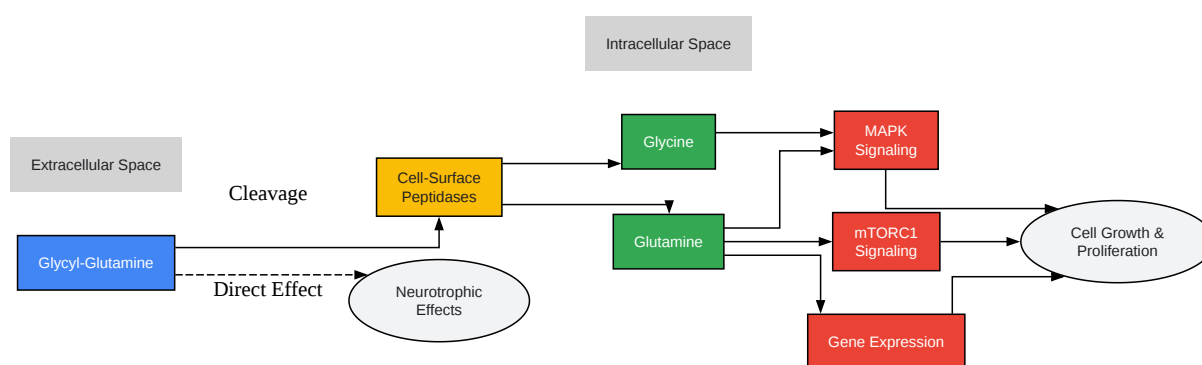 Intracellular Space
Extracellular Space
Cleavage
Glycyl-Glutamine
Direct Effect
Cell-Surface
Peptidases
Neurotrophic
Effects
Glycine
Glutamine
MAPK
Signaling
mTORC1
Signaling
Gene Expression
Cell Growth &
Proliferation